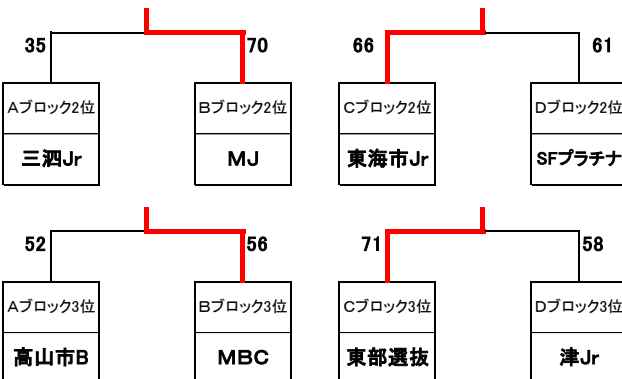 35 70 66 61
Aブロック2位 Bブロック2位 Cブロック2位 Dブロック2位
三泗Jr MJ 東海市Jr SFプラチナ
52 56 71 58
Aブロック3位 Bブロック3位 Cブロック3位 Dブロック3位
高山市B MBC 東部選抜 津Jr